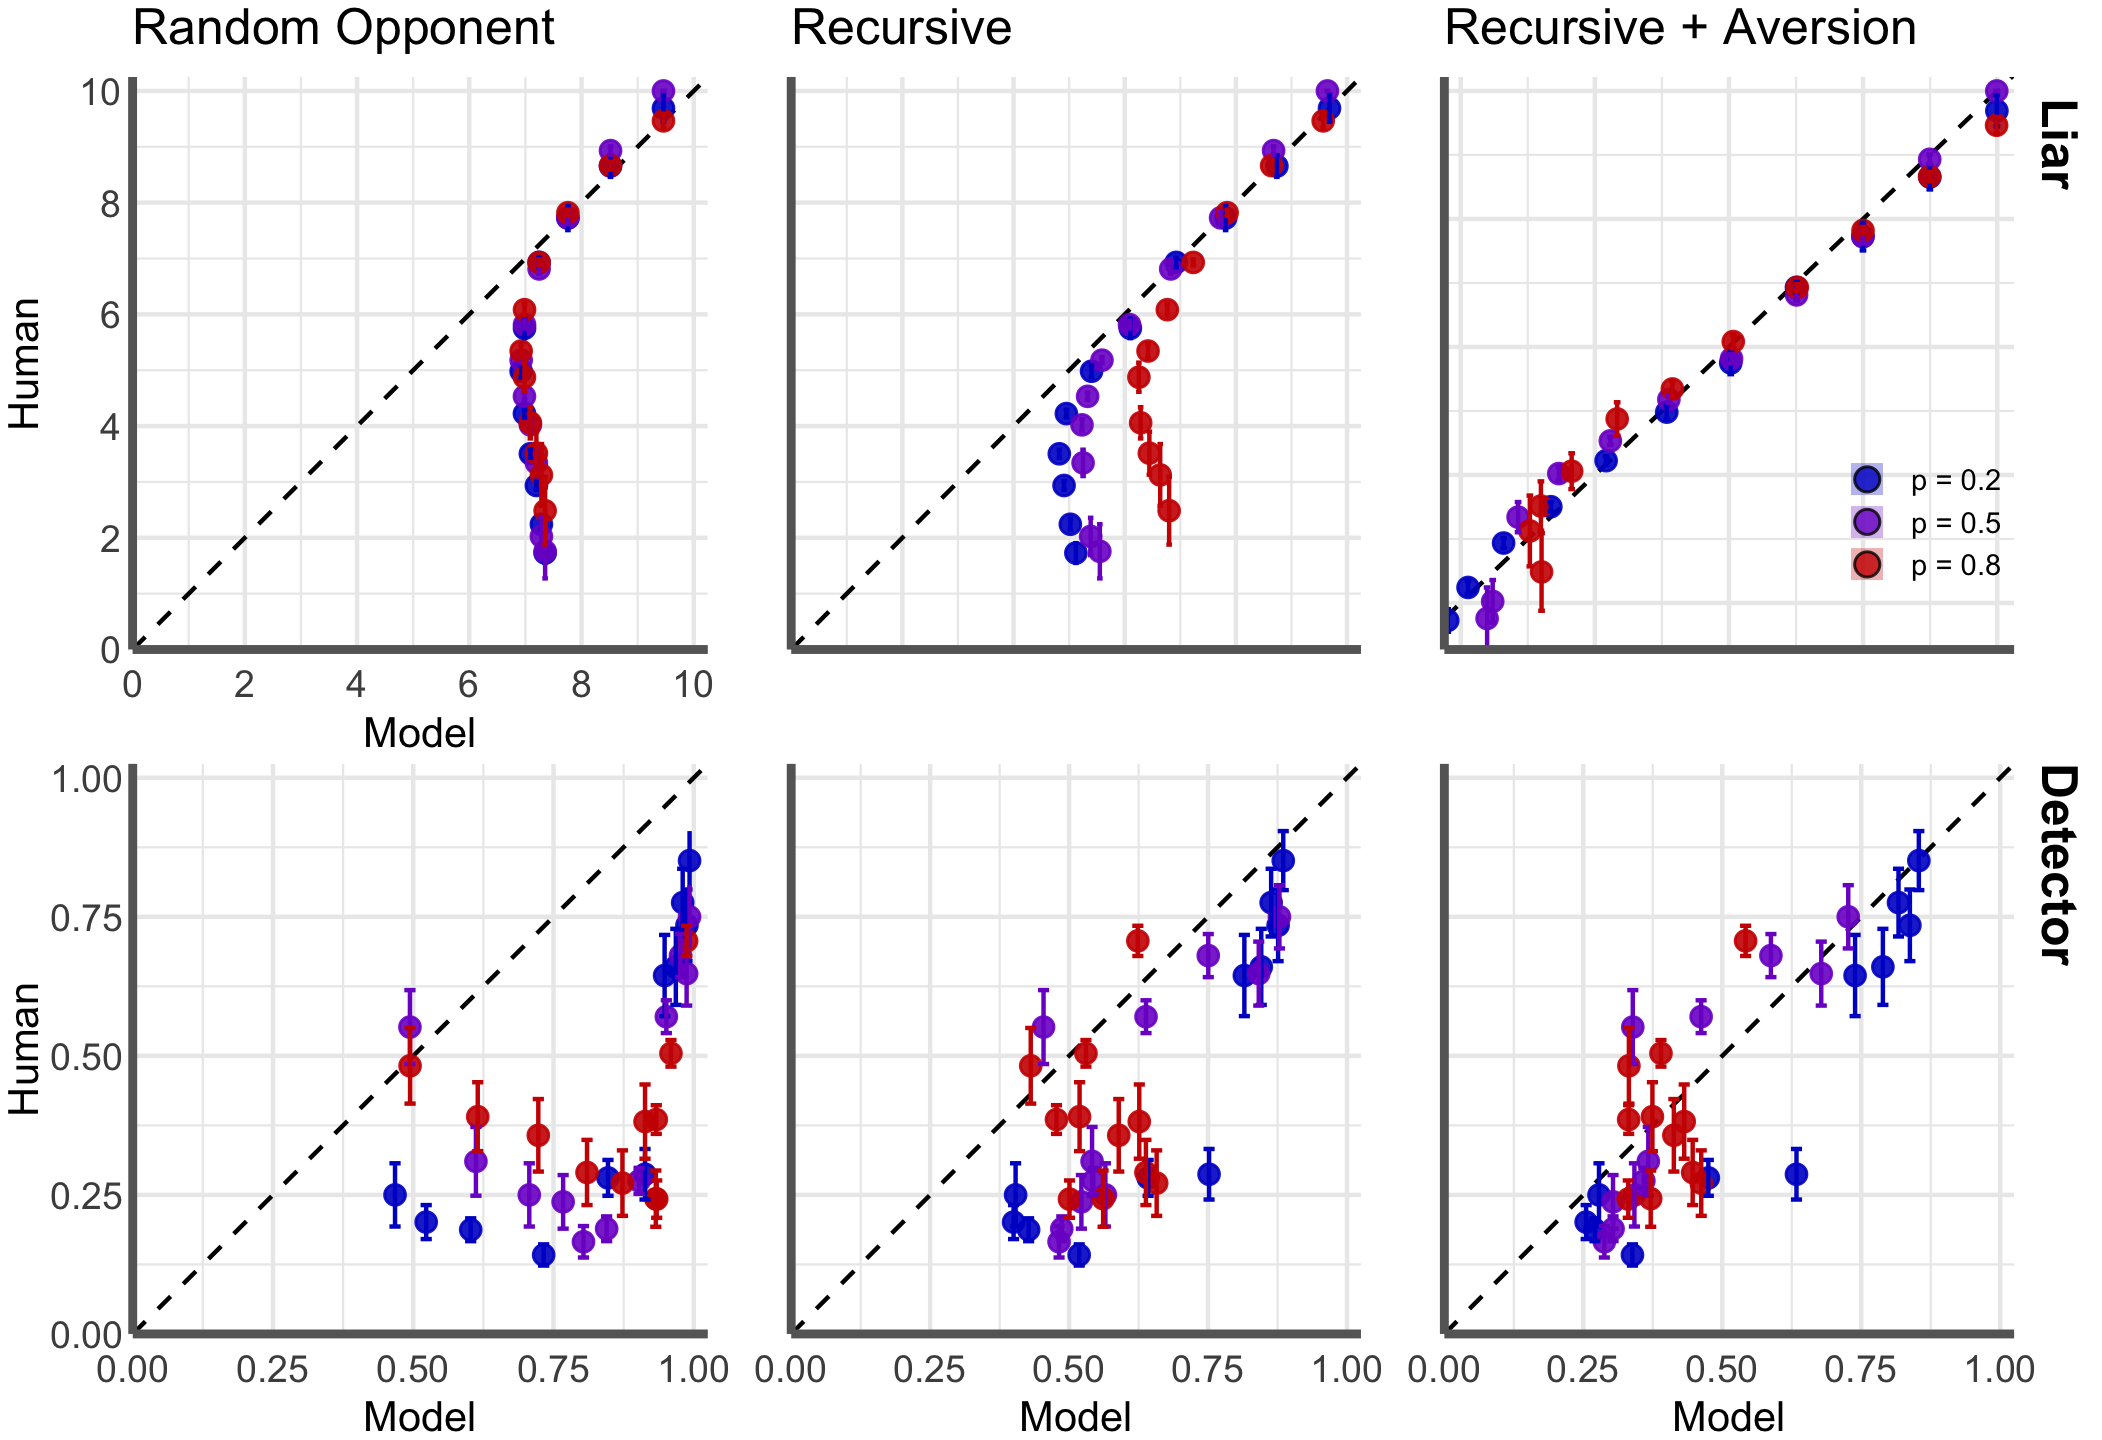 Random Opponent
Recursive
Recursive + Aversion
10
8
6
4
2
0
Human
0 2 4 6 8 10
Model
Liar
p = 0.2
p = 0.5
p = 0.8
1.00
0.75
0.50
0.25
0.00
Human
0.00 0.25 0.50 0.75 1.00
Model
0.00 0.25 0.50 0.75 1.00
Model
0.00 0.25 0.50 0.75 1.00
Model
Detector